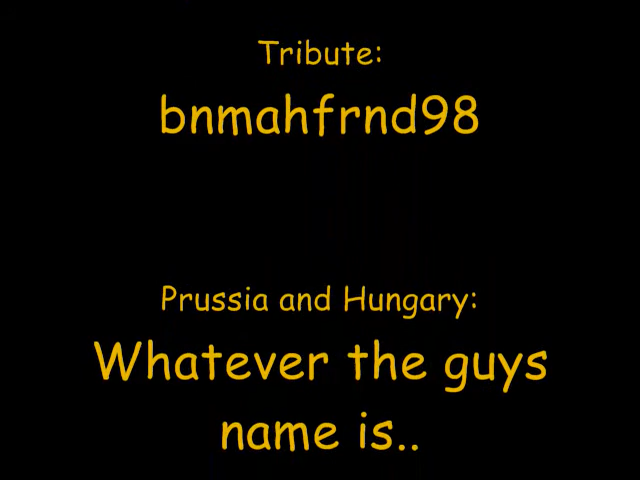 Tribute:
bnmahfrnd98
Prussia and Hungary:
Whatever the guys
name is..